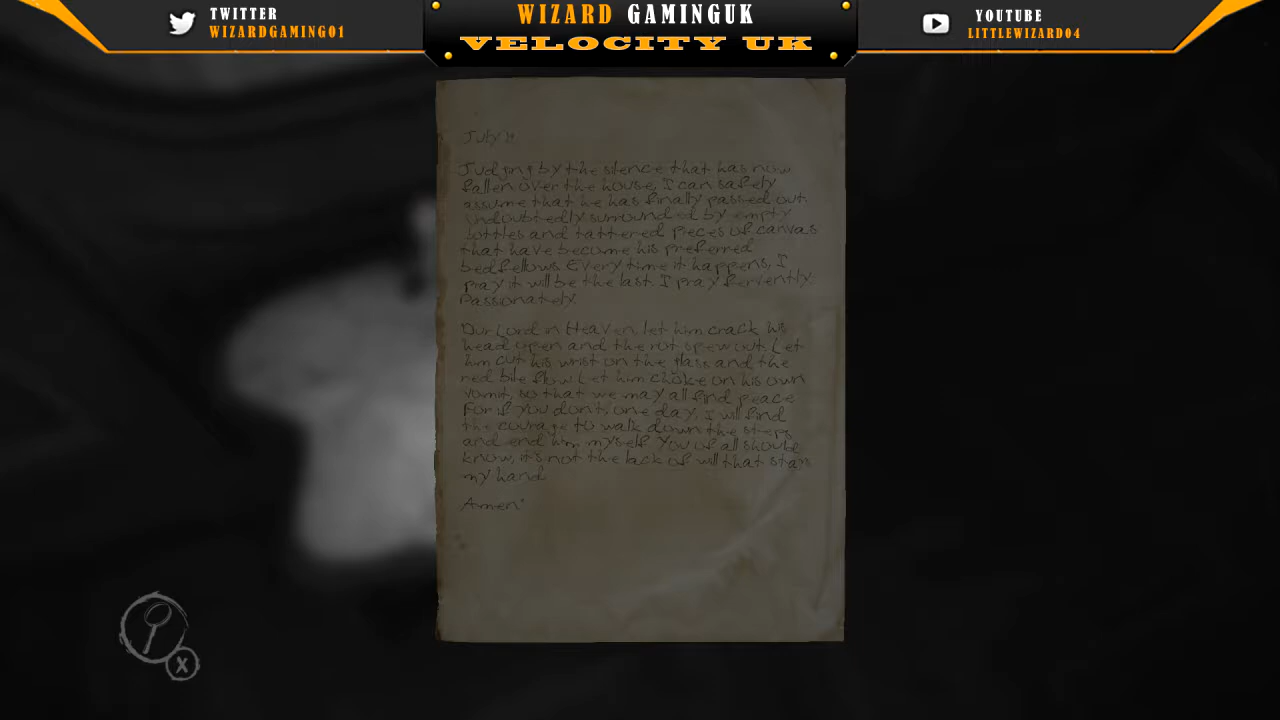 TWITTER
WIZARDGAMING01
WIZARD GAMINGUK
VELOCITY UK
YOUTUBE
LITTLEWIZARD04
July
Judging by the silence that has now
fallen over the house, I can safely
assume that he has finally passed out.
Undoubtedly surrounded by empty
bottles and tattered pieces of canvas
that have become his preferred
bedfellows. Every time it happens, I
pray it will be the last. I pray fervently.
Passionately.
Our Lord in Heaven, let him crack his
head open and the rot spew out. Let
him cut his wrist on the glass and the
red bile flow. Let him choke on his own
vomit, so that we may all find peace
For if you don't, one day, I will find
the courage to walk down the steps
and end him myself. You of all should
know, it's not the lack of will that stays
my hand
Amen"
X